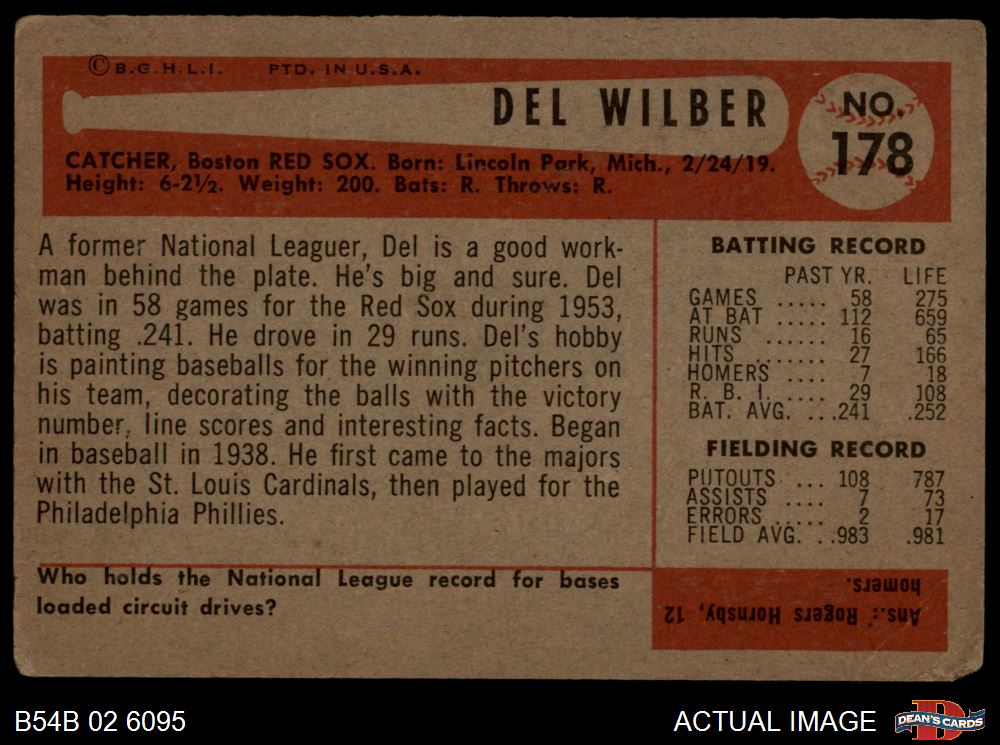 © B.G.H.L.I. PTD. IN U.S.A.
DEL WILBER
NO.
178
CATCHER, Boston RED SOX. Born: Lincoln Park, Mich., 2/24/19.
Height: 6-2½. Weight: 200. Bats: R. Throws: R.
A former National Leaguer, Del is a good work-
man behind the plate. He's big and sure. Del
was in 58 games for the Red Sox during 1953,
batting .241. He drove in 29 runs. Del's hobby
is painting baseballs for the winning pitchers on
his team, decorating the balls with the victory
number, line scores and interesting facts. Began
in baseball in 1938. He first came to the majors
with the St. Louis Cardinals, then played for the
Philadelphia Phillies.
BATTING RECORD
PAST YR. LIFE
GAMES ..... 58 275
AT BAT ..... 112 659
RUNS ..... 16 65
HITS ....... 27 166
HOMERS .... 7 18
R. B. I. .... 29 108
BAT. AVG. ... .241 .252
FIELDING RECORD
PUTOUTS ... 108 787
ASSISTS .... 7 73
ERRORS ..... 2 17
FIELD AVG. . .983 .981
Who holds the National League record for bases
loaded circuit drives?
Ans.: Rogers Hornsby, 12
homers.
B54B 02 6095
ACTUAL IMAGE
D
DEAN'S CARDS